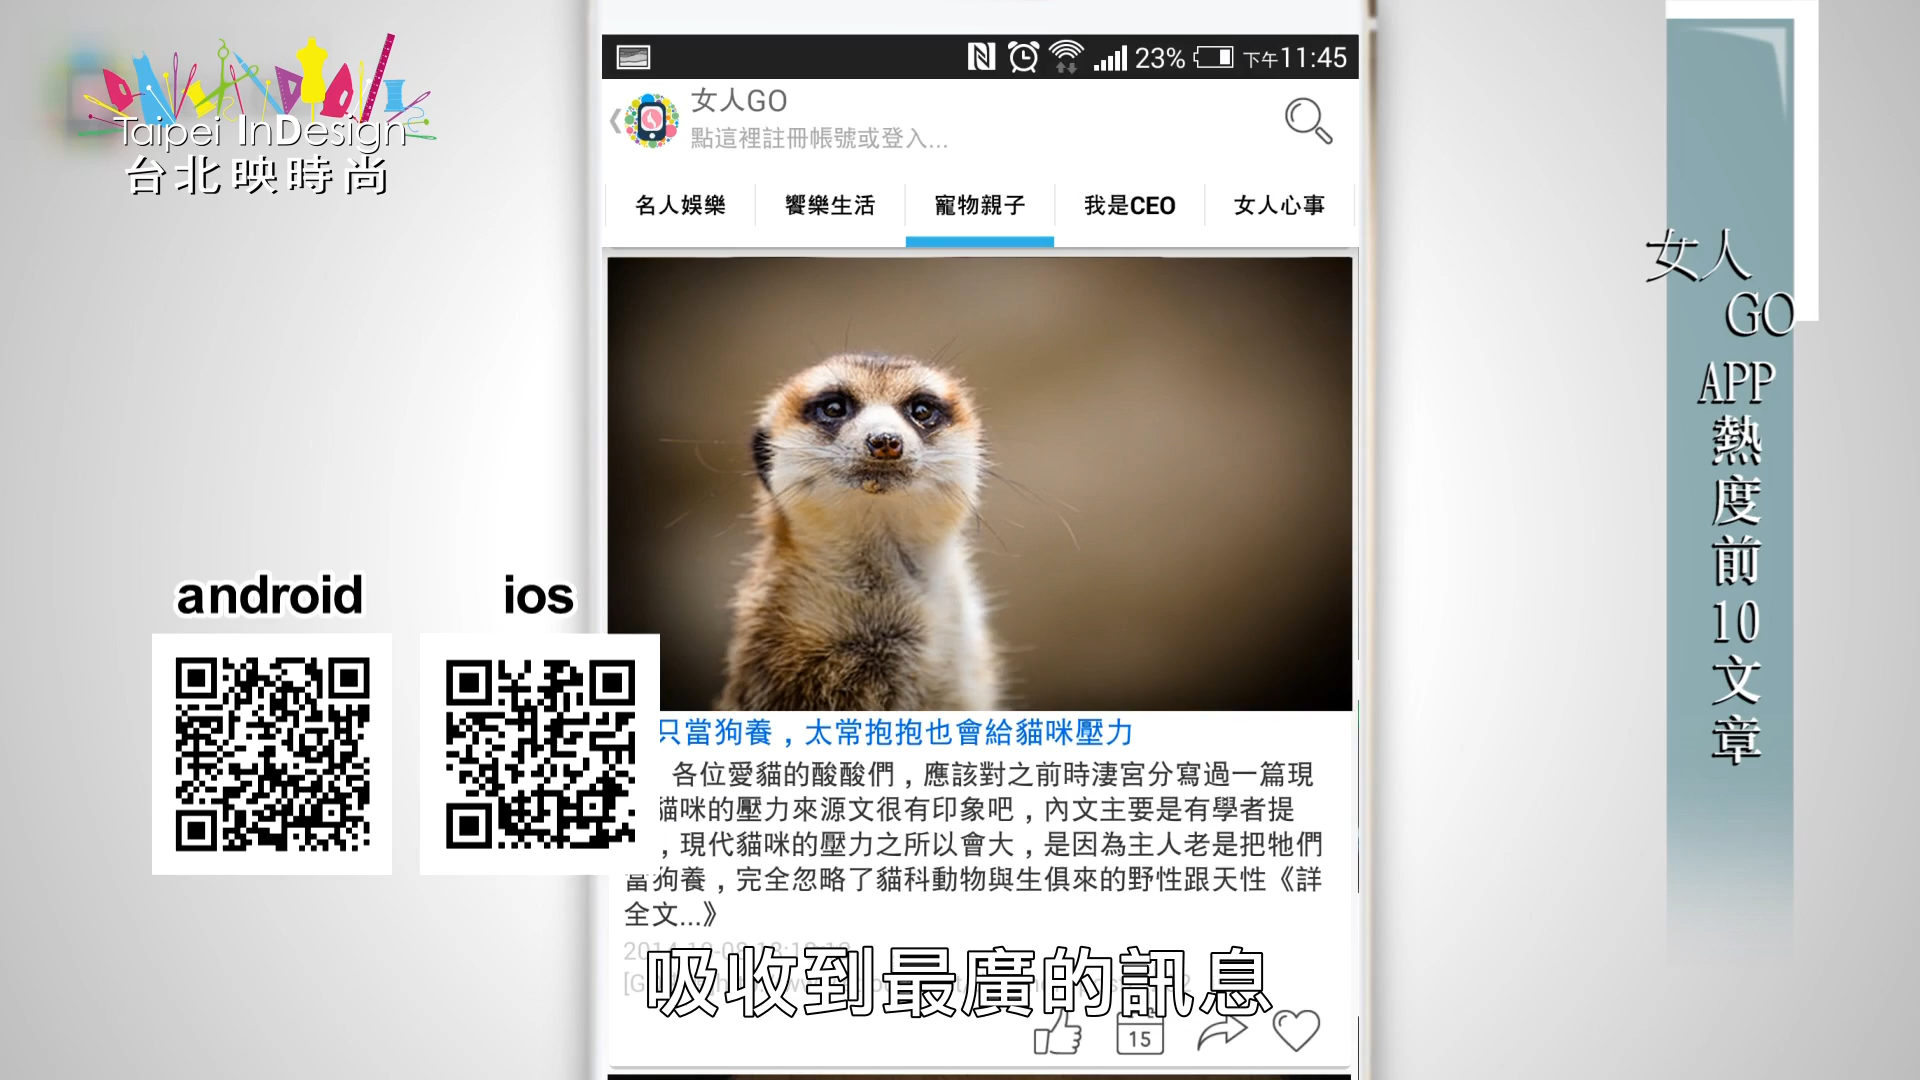 Taipei InDesign
台北映時尚
23% 下午11:45
女人GO
點這裡註冊帳號或登入...
名人娛樂
饗樂生活
寵物親子
我是CEO
女人心事
android
ios
只當狗養，太常抱抱也會給貓咪壓力
各位愛貓的酸酸們，應該對之前時淒宮分寫過一篇現
貓咪的壓力來源文很有印象吧，內文主要是有學者提
，現代貓咪的壓力之所以會大，是因為主人老是把牠們
當狗養，完全忽略了貓科動物與生俱來的野性跟天性《詳
全文...》
吸收到最廣的訊息
15
女人
GO
APP
熱度前10文章